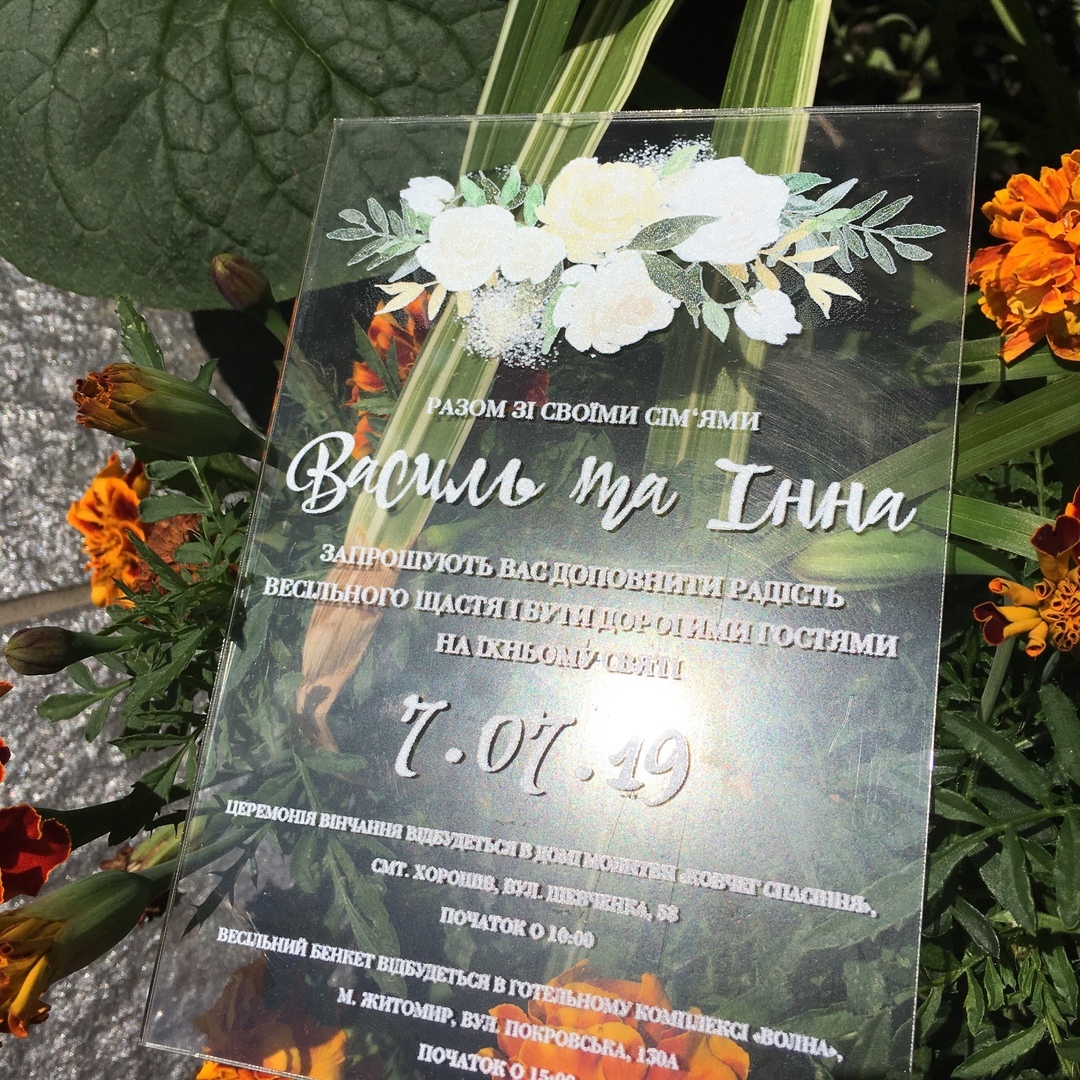 РАЗОМ ЗІ СВОЇМИ СІМ‘ЯМИ
Василь та Інна
ЗАПРОШУЮТЬ ВАС ДОПОВНИТИ РАДІСТЬ
ВЕСІЛЬНОГО ЩАСТЯ І БУТИ ДОРОГИМИ ГОСТЯМИ
НА ЇХНЬОМУ СВЯТІ
7.07.19
ЦЕРЕМОНІЯ ВІНЧАННЯ ВІДБУДЕТЬСЯ В ДОМІ МОЛИТВИ «КОВЧЕГ СПАСІННЯ»,
СМТ. ХОРОШІВ, ВУЛ. ШЕВЧЕНКА, 58
ПОЧАТОК О 10:00
ВЕСІЛЬНИЙ БЕНКЕТ ВІДБУДЕТЬСЯ В ГОТЕЛЬНОМУ КОМПЛЕКСІ «ВОЛНА»,
М. ЖИТОМИР, ВУЛ. ПОКРОВСЬКА, 130А
ПОЧАТОК О 15:00